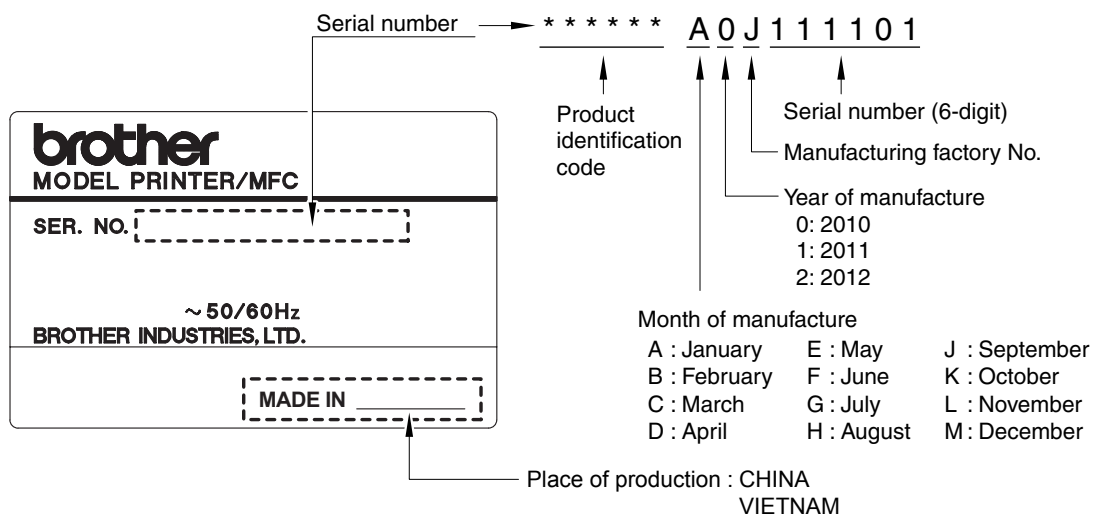 Serial number
* * * * * * A 0 J 1 1 1 1 0 1
Product
identification
code
Serial number (6-digit)
Manufacturing factory No.
Year of manufacture
0: 2010
1: 2011
2: 2012
brother
MODEL PRINTER/MFC
SER. NO.
~50/60Hz
BROTHER INDUSTRIES, LTD.
MADE IN ________
Month of manufacture
A : January E : May J : September
B : February F : June K : October
C : March G : July L : November
D : April H : August M : December
Place of production : CHINA
VIETNAM